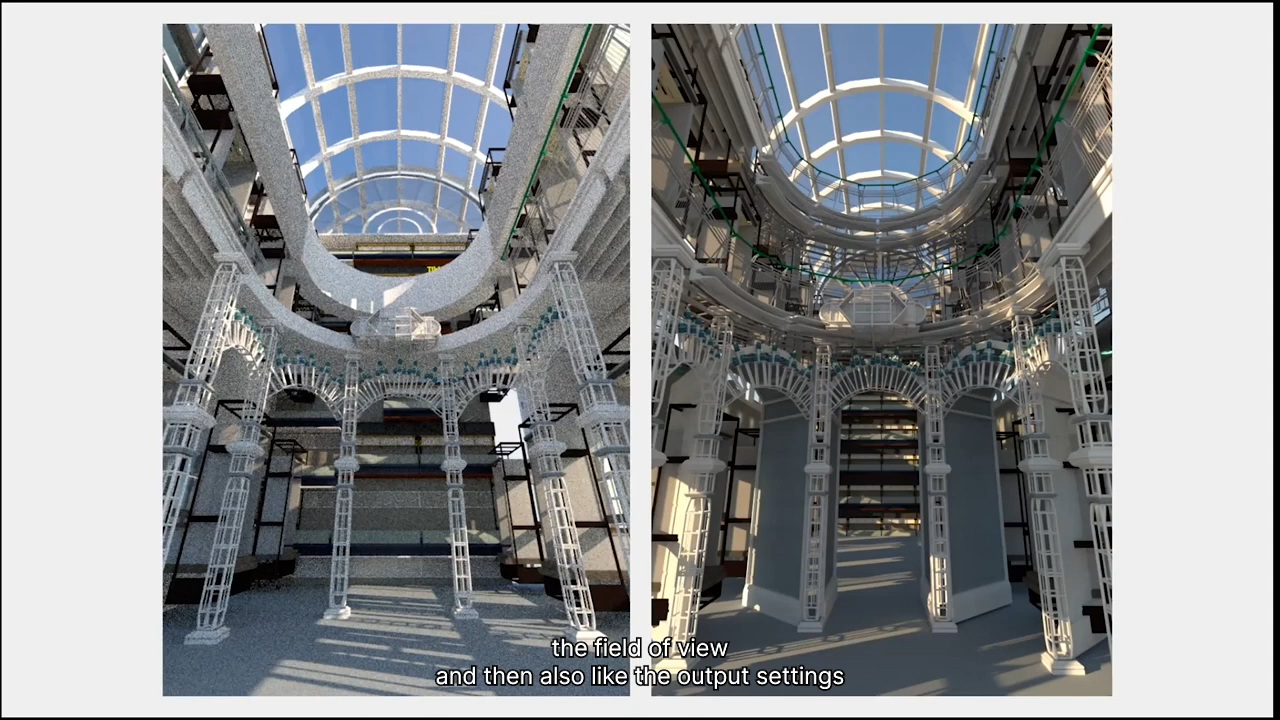 the field of view
and then also like the output settings